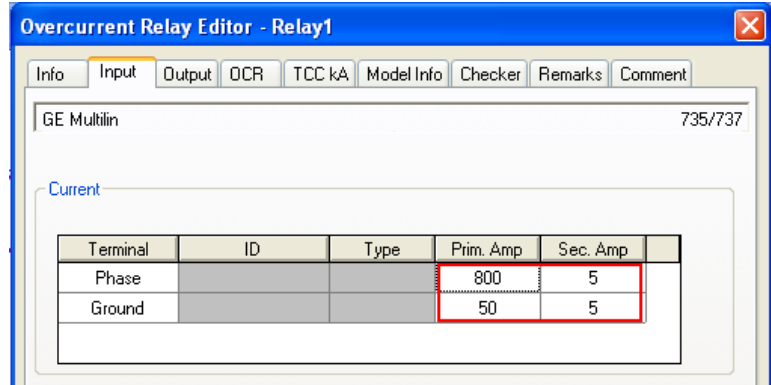 Overcurrent Relay Editor - Relay1
Info Input Output OCR TCC kA Model Info Checker Remarks Comment
GE Multilin 735/737
Current
Terminal ID Type Prim. Amp Sec. Amp
Phase 800 5
Ground 50 5